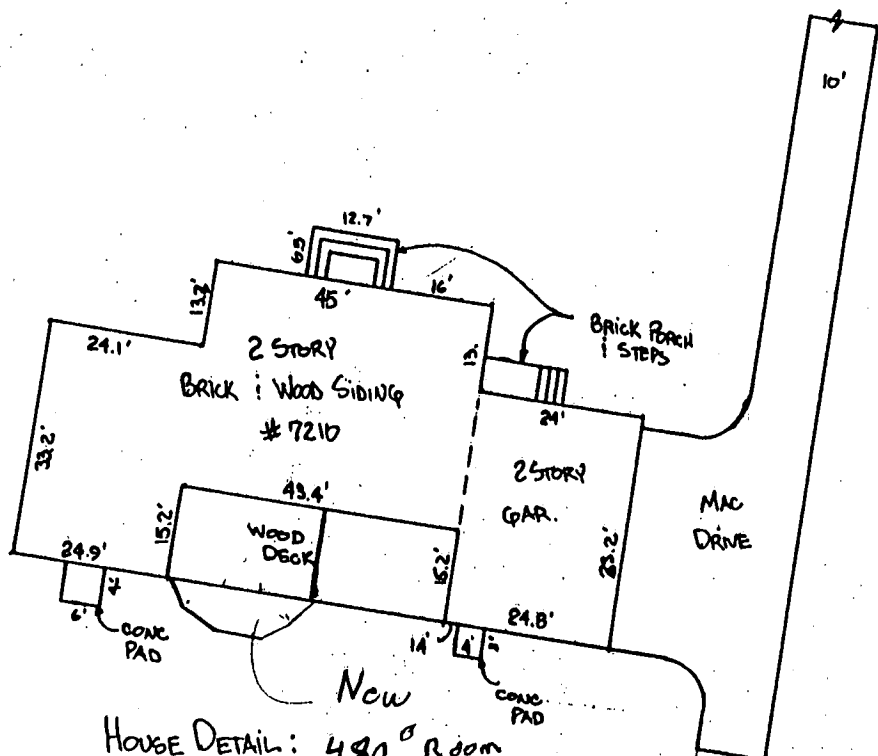 10'
12.7'
6.5'
45'
16'
13.2'
24.1'
2 STORY
BRICK & WOOD SIDING
# 7210
13.
BRICK PORCH
& STEPS
24'
33.2'
2 STORY
GAR.
43.4'
15.2'
WOOD
DECK
15.2'
MAC
DRIVE
24.9'
6'
CONC
PAD
24.8'
14'
4'
CONC
PAD
New
HOUSE DETAIL:
Room